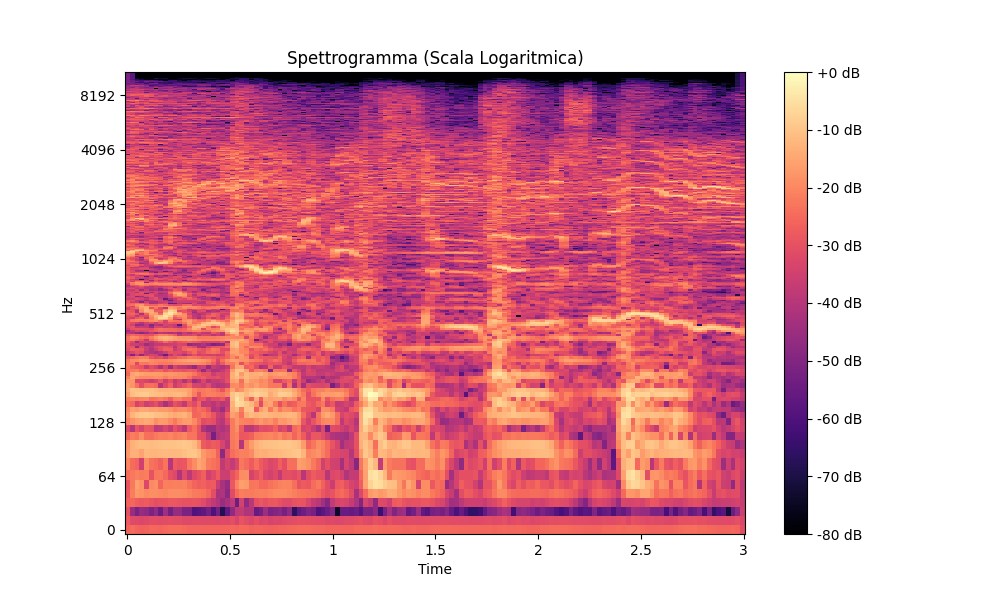 Spettrogramma (Scala Logaritmica)
Hz
8192
4096
2048
1024
512
256
128
64
0
0
0.5
1
1.5
2
2.5
3
Time
+0 dB
-10 dB
-20 dB
-30 dB
-40 dB
-50 dB
-60 dB
-70 dB
-80 dB